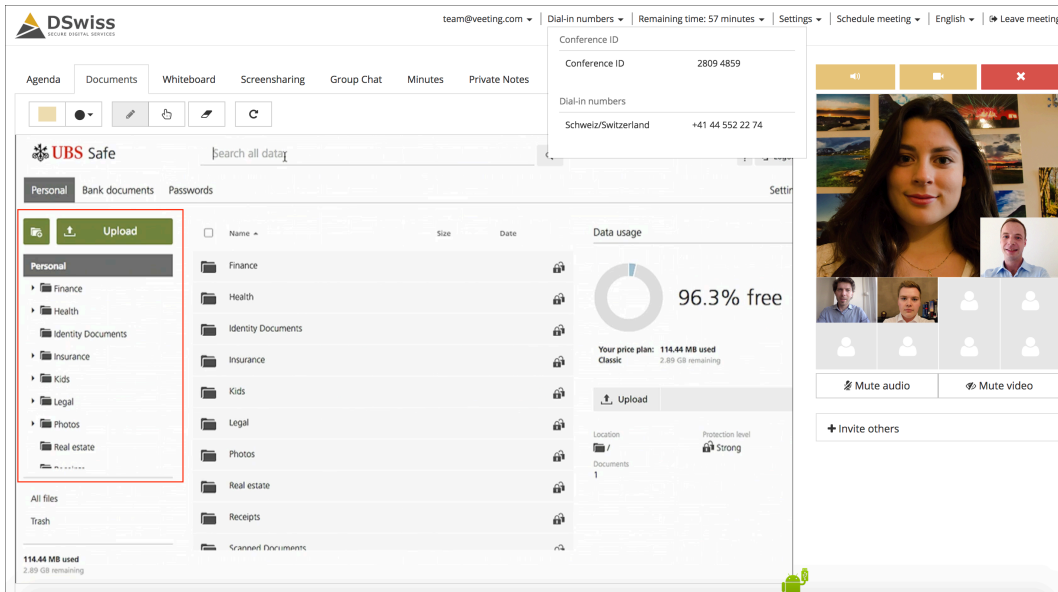 DSwiss
SECURE DIGITAL SERVICES
team@veeting.com
Dial-in numbers
Remaining time: 57 minutes
Settings
Schedule meeting
English
Leave meeting
Conference ID
Conference ID 2809 4859
Dial-in numbers
Schweiz/Switzerland +41 44 552 22 74
Agenda
Documents
Whiteboard
Screensharing
Group Chat
Minutes
Private Notes
UBS Safe
Search all data
Personal
Bank documents
Passwords
Settin
Upload
Personal
Finance
Health
Identity Documents
Insurance
Kids
Legal
Photos
Real estate
All files
Trash
114.44 MB used
2.89 GB remaining
Name
Size
Date
Finance
Health
Identity Documents
Insurance
Kids
Legal
Photos
Real estate
Receipts
Scanned Documents
Data usage
96.3% free
Your price plan: 114.44 MB used
Classic 2.89 GB remaining
Upload
Location
/
Protection level
Strong
Documents
1
Mute audio
Mute video
Invite others